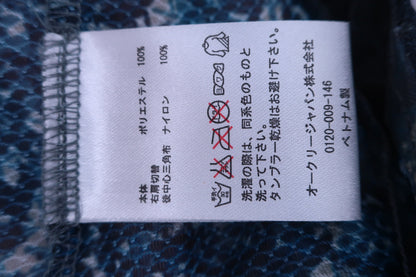 本体 ポリエステル 100%
右肩切替
後中心三角布 ナイロン 100%
洗濯の際は、同系色のものと
洗って下さい。
タンブラー乾燥はお避け下さい。
オークリージャパン株式会社
0120-009-146
ベトナム製